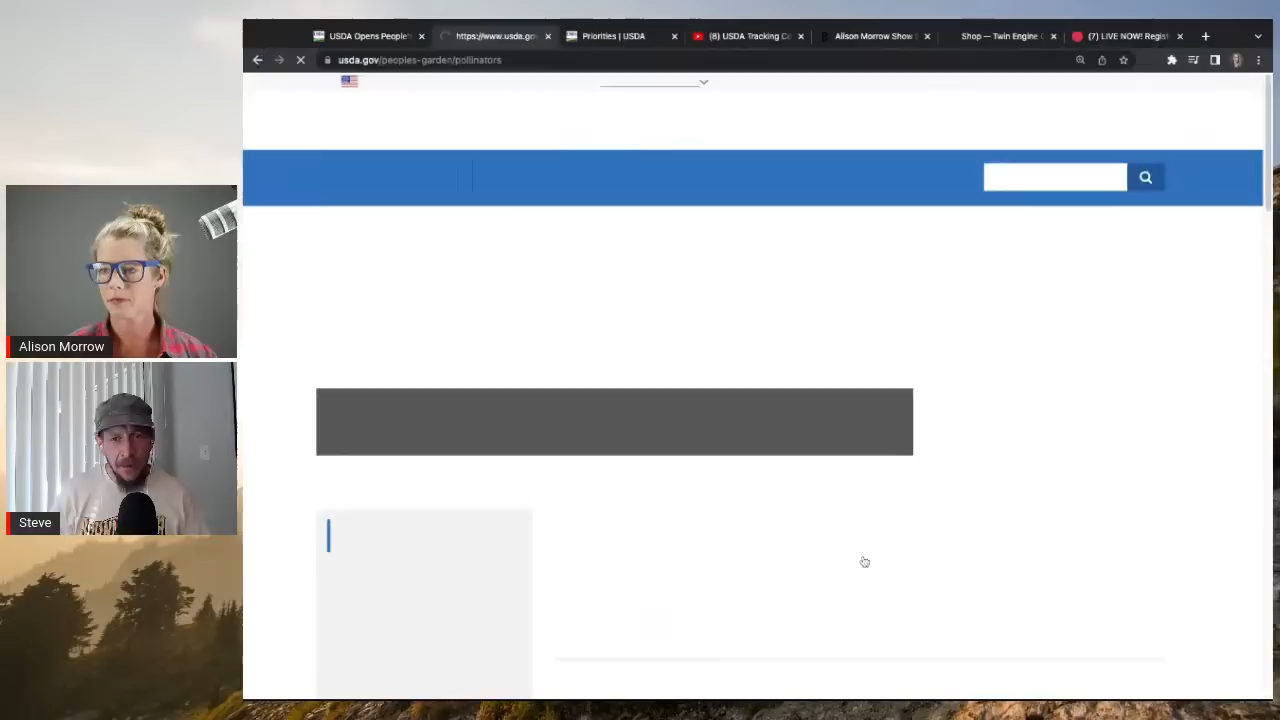 USDA Opens People'
https://www.usda.go
Priorities | USDA
(8) USDA Tracking Co
Alison Morrow Show
Shop — Twin Engine C
(7) LIVE NOW! Regist
usda.gov/peoples-garden/pollinators
Alison Morrow
Steve